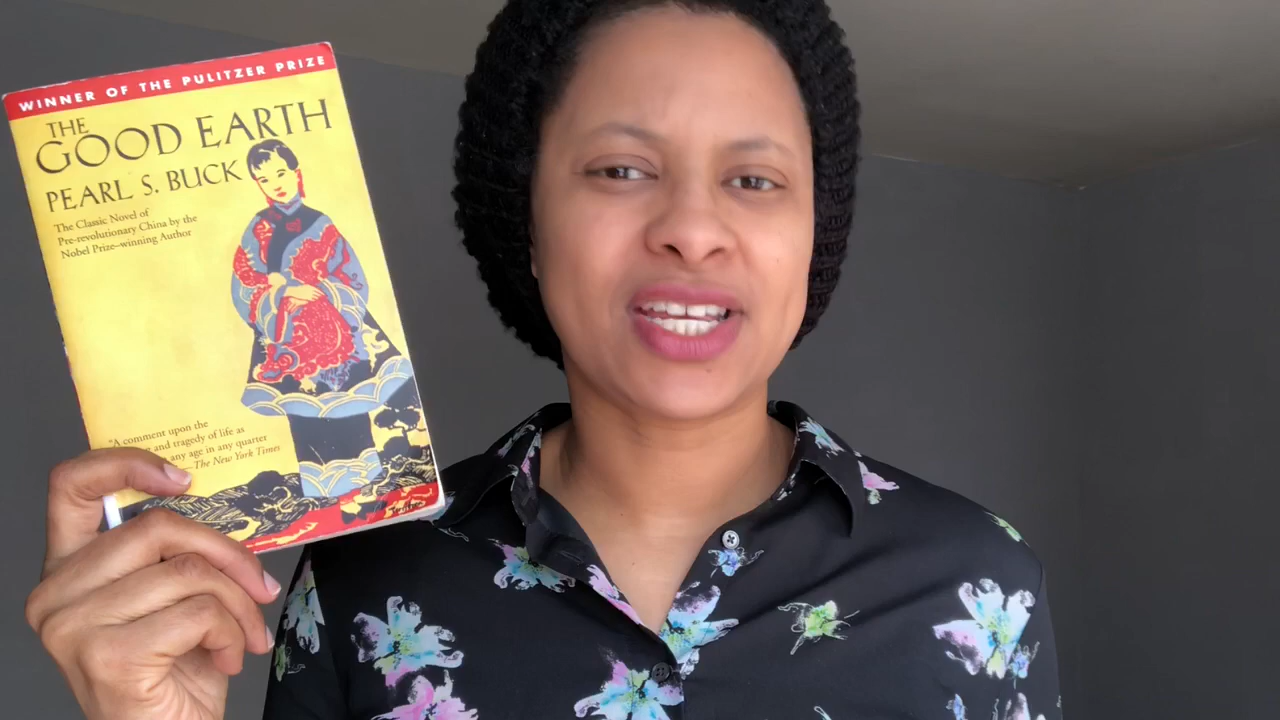 WINNER OF THE PULITZER PRIZE
THE
GOOD EARTH
PEARL S. BUCK
The Classic Novel of
Pre-revolutionary China by the
Nobel Prize–winning Author
"A comment upon the
and tragedy of life as
any age in any quarter
—The New York Times